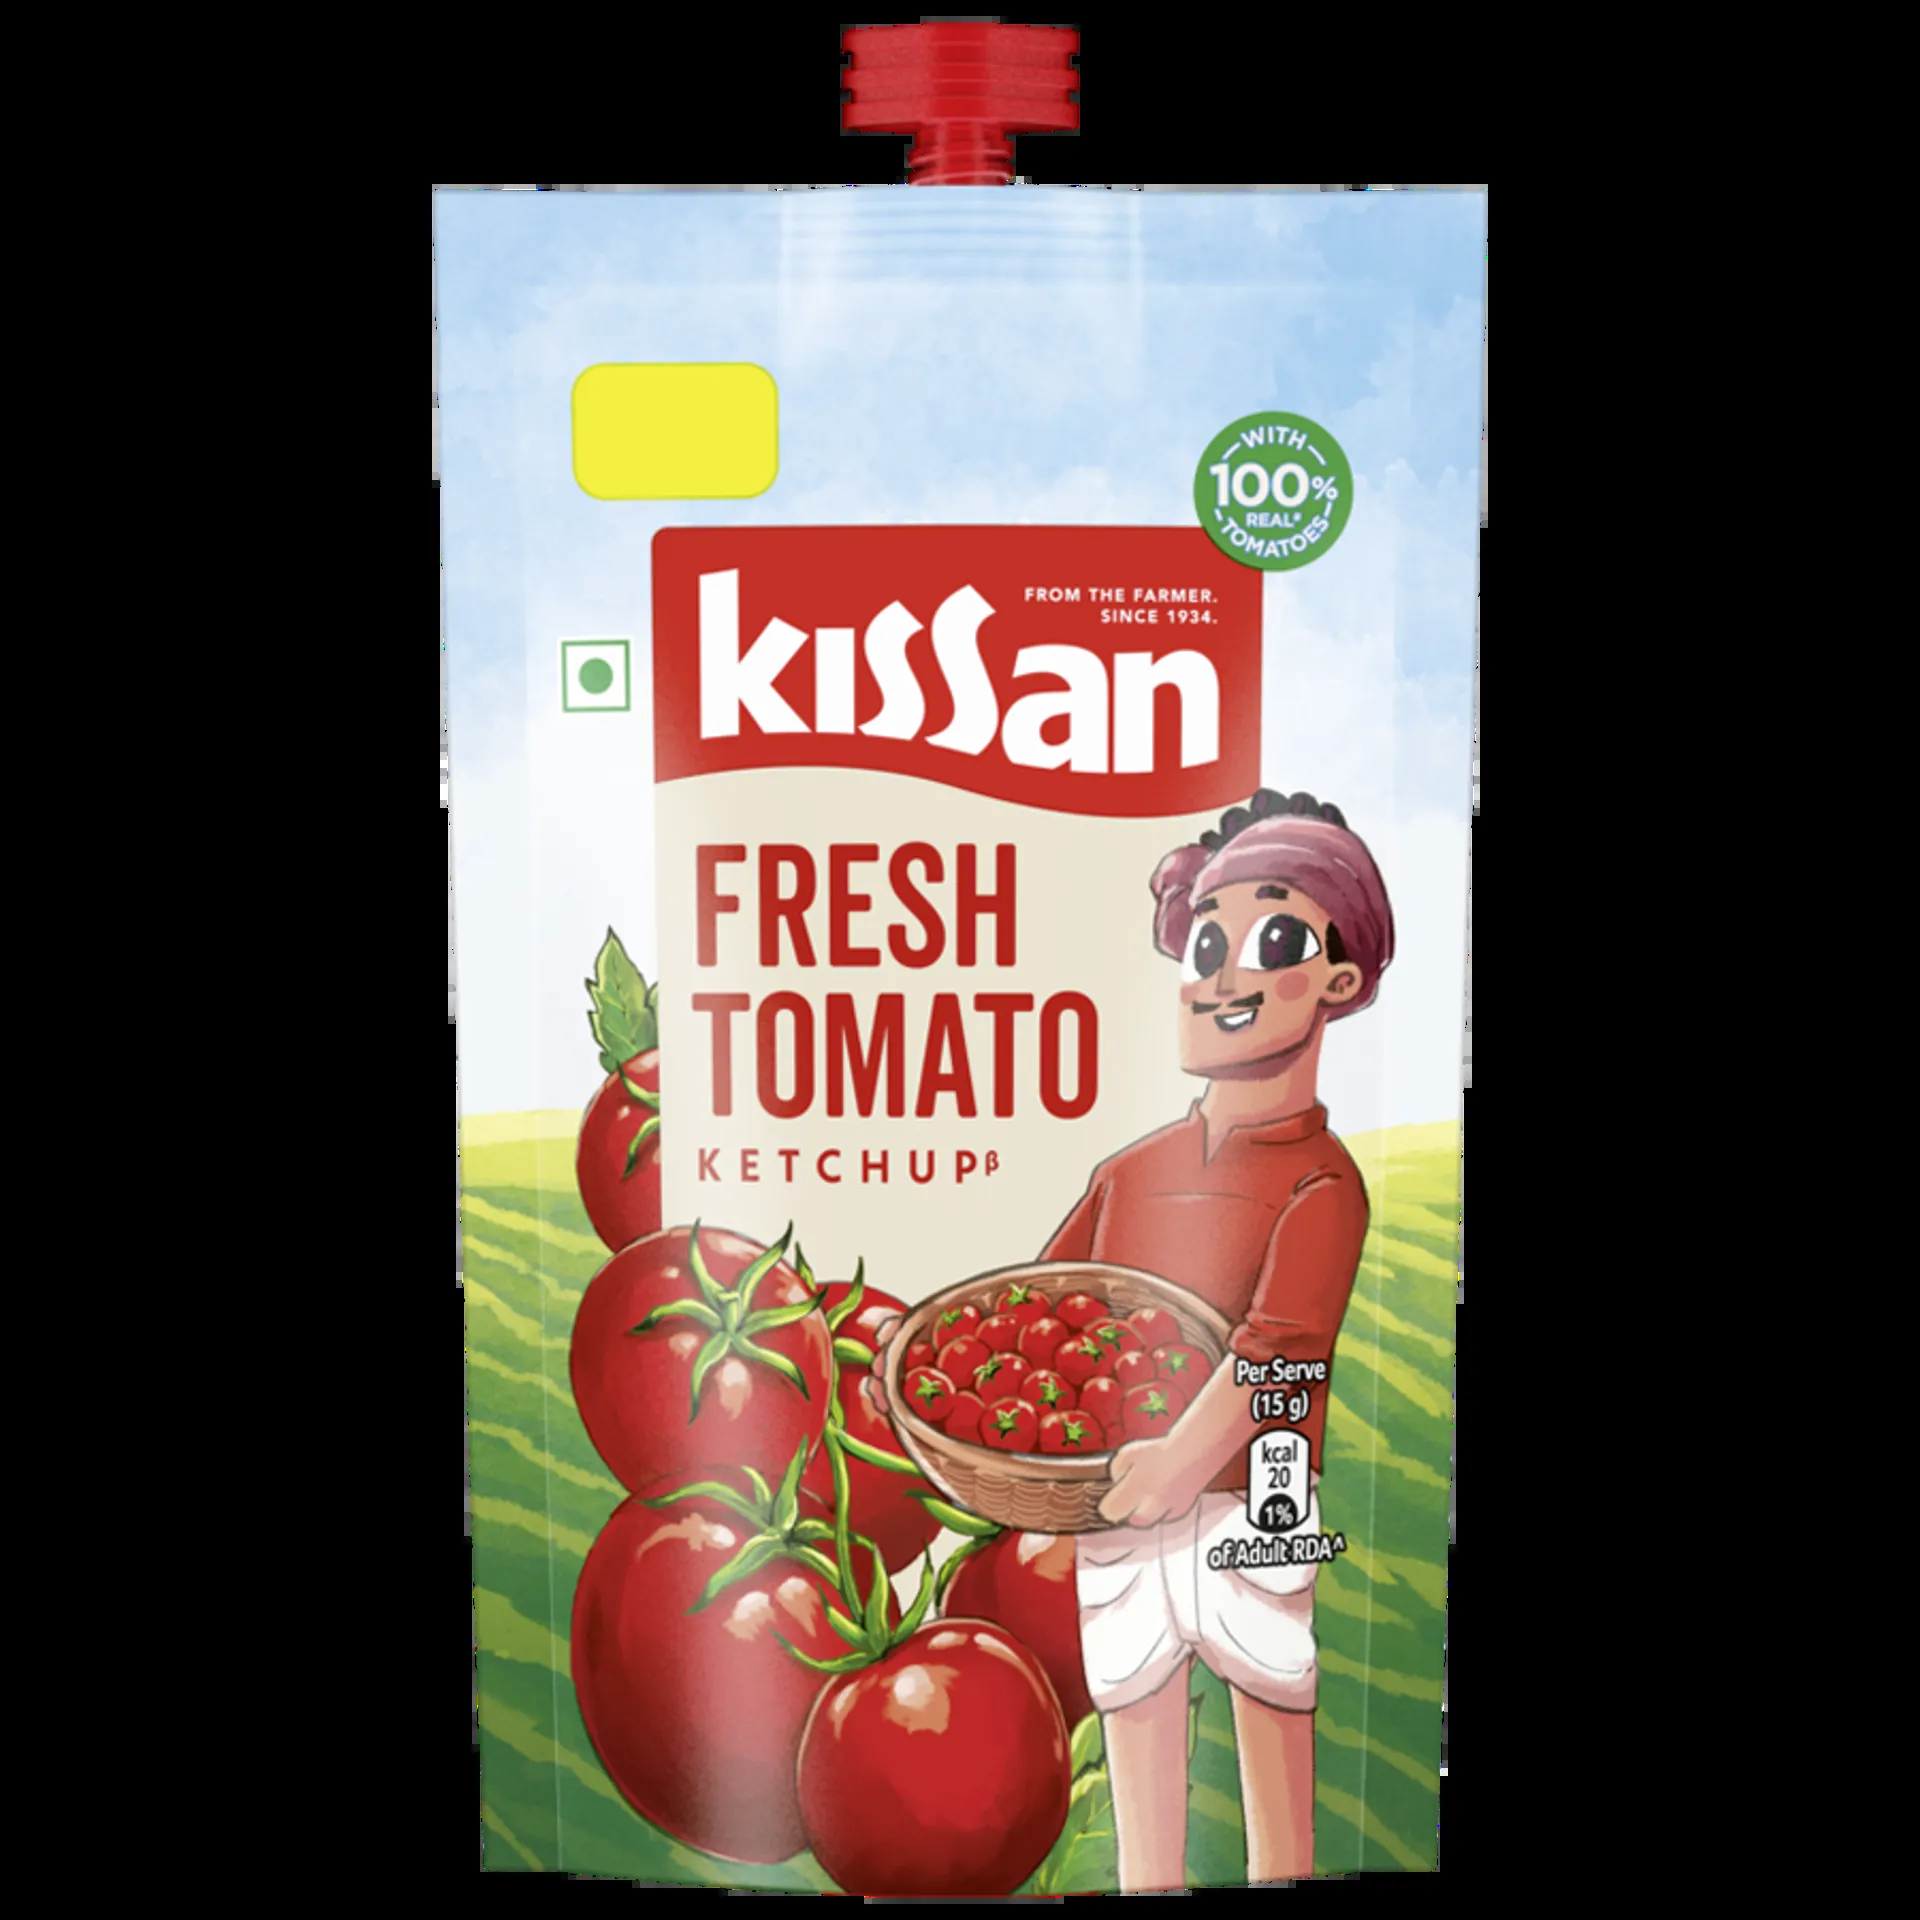 WITH
100%
REAL#
TOMATOES
FROM THE FARMER.
SINCE 1934.
kissan
FRESH
TOMATO
KETCHUPᵝ
Per Serve
(15 g)
kcal
20
1%
of Adult RDA^